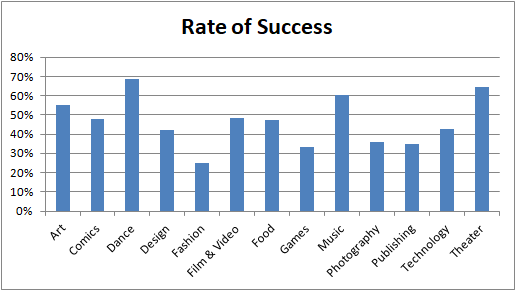 Rate of Success
80%
70%
60%
50%
40%
30%
20%
10%
0%
Art
Comics
Dance
Design
Fashion
Film & Video
Food
Games
Music
Photography
Publishing
Technology
Theater